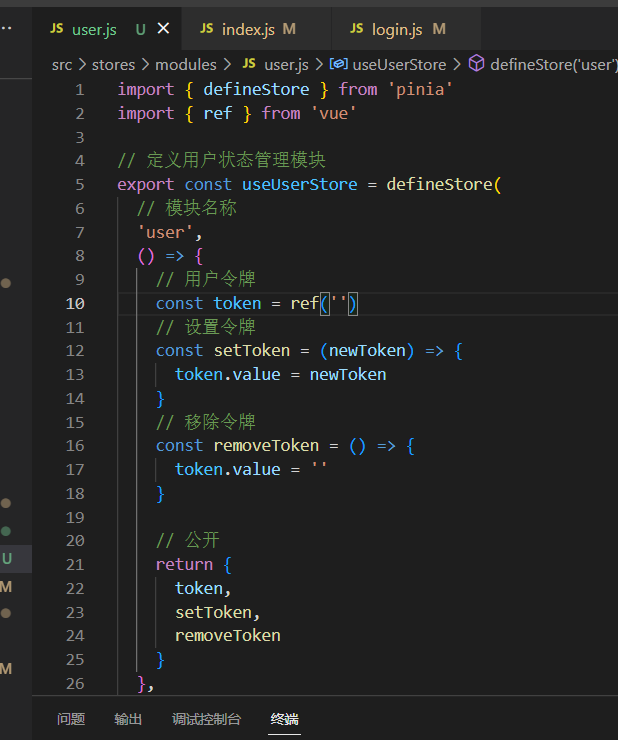 JS user.js U × JS index.js M JS login.js M
src > stores > modules > JS user.js > useUserStore > defineStore('user')
1 import { defineStore } from 'pinia'
2 import { ref } from 'vue'
3
4 // 定义用户状态管理模块
5 export const useUserStore = defineStore(
6 // 模块名称
7 'user',
8 () => {
9 // 用户令牌
10 const token = ref('')
11 // 设置令牌
12 const setToken = (newToken) => {
13 token.value = newToken
14 }
15 // 移除令牌
16 const removeToken = () => {
17 token.value = ''
18 }
19
20 // 公开
21 return {
22 token,
23 setToken,
24 removeToken
25 }
26 },
U
M
M
问题 输出 调试控制台 终端